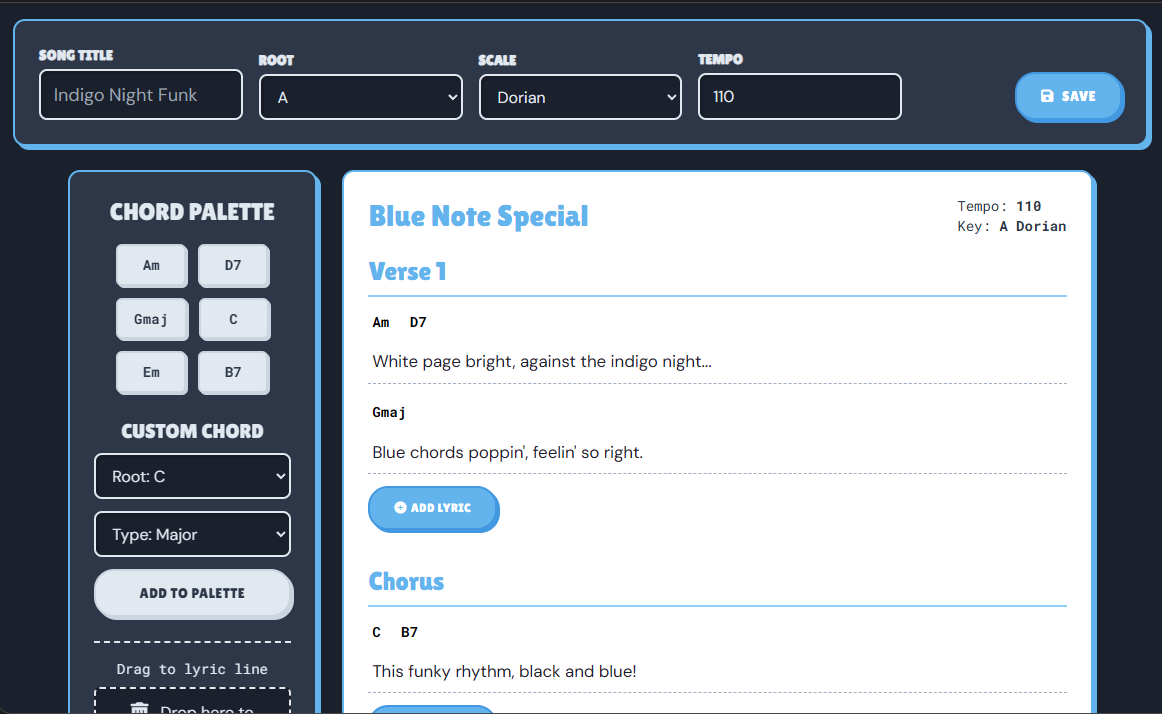 SONG TITLE
Indigo Night Funk
ROOT
A
SCALE
Dorian
TEMPO
110
SAVE
CHORD PALETTE
Am D7
Gmaj C
Em B7
CUSTOM CHORD
Root: C
Type: Major
ADD TO PALETTE
Drag to lyric line
Drop here to
Blue Note Special
Tempo: 110
Key: A Dorian
Verse 1
Am D7
White page bright, against the indigo night...
Gmaj
Blue chords poppin', feelin' so right.
ADD LYRIC
Chorus
C B7
This funky rhythm, black and blue!